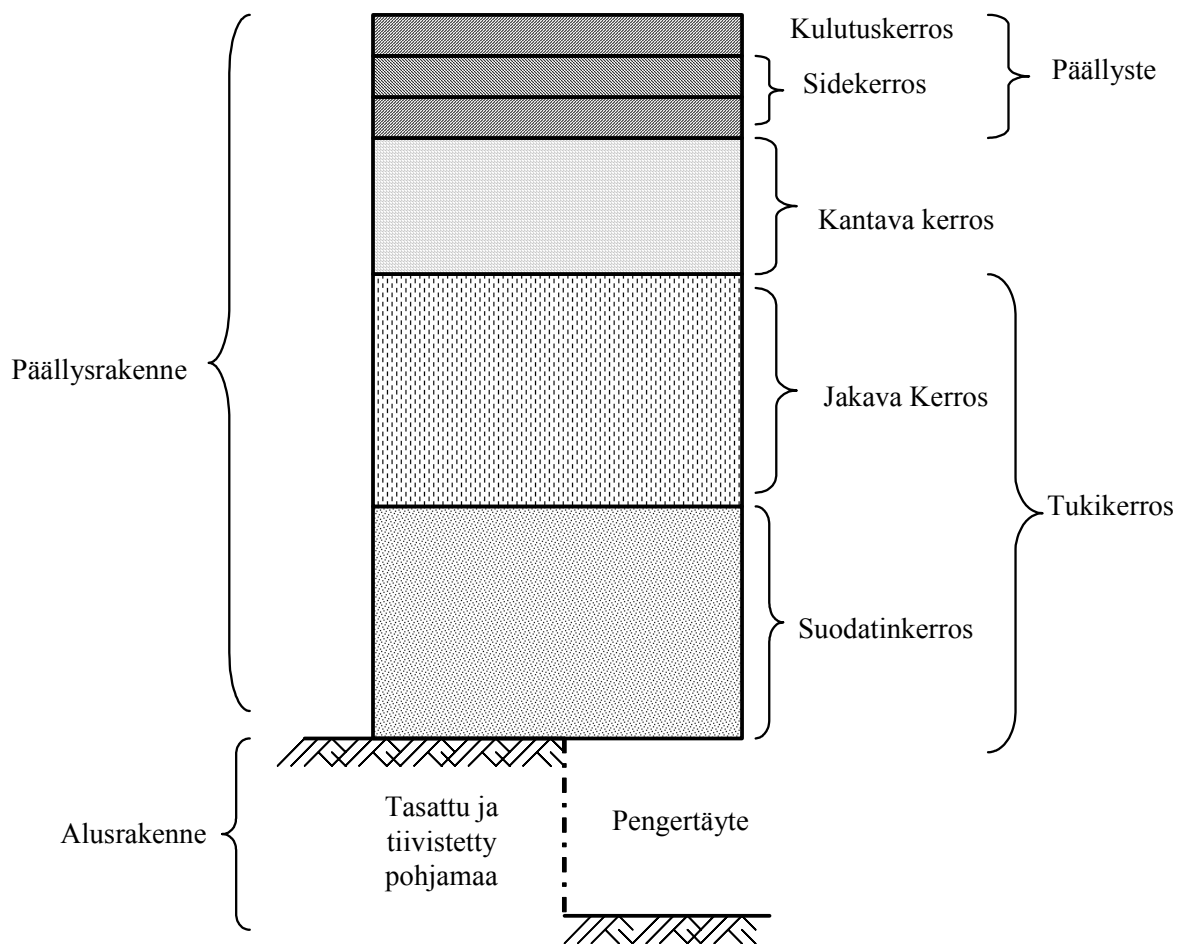 Kulutuskerros
Päällyste
Sidekerros
Kantava kerros
Päällysrakenne
Jakava Kerros
Tukikerros
Suodatinkerros
Alusrakenne
Tasattu ja
tiivistetty
pohjamaa
Pengertäyte